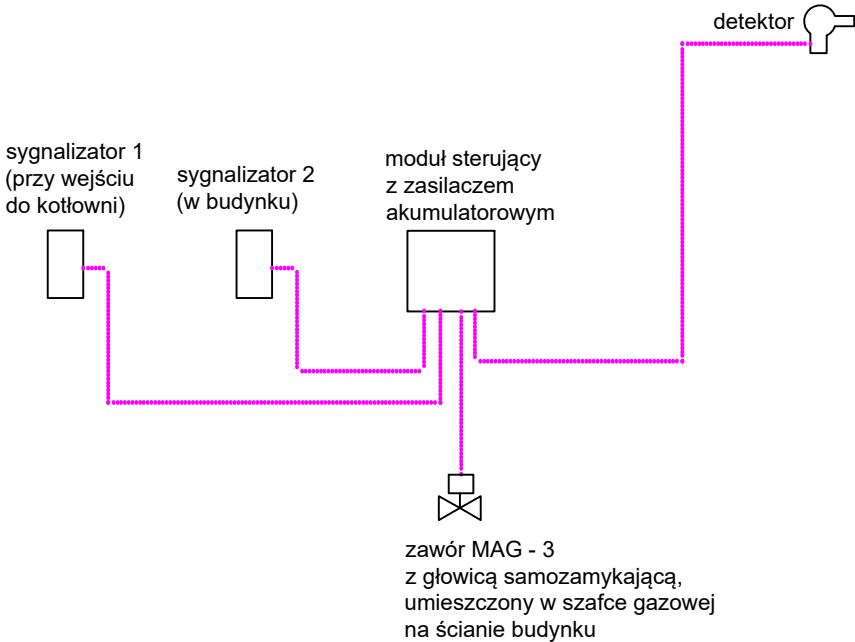 detektor
sygnalizator 1
(przy wejściu
do kotłowni)
sygnalizator 2
(w budynku)
moduł sterujący
z zasilaczem
akumulatorowym
zawór MAG - 3
z głowicą samozamykającą,
umieszczony w szafce gazowej
na ścianie budynku